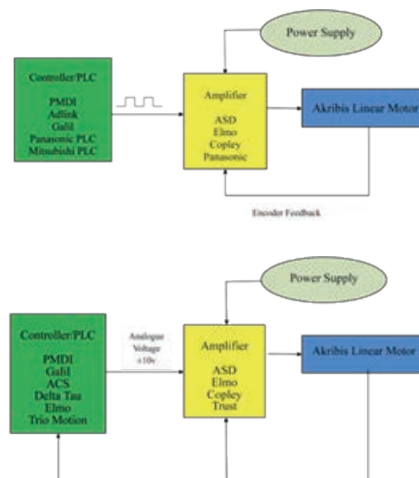 Power Supply
Controller/PLC
PMDI
Adlink
Galil
Panasonic PLC
Mitsubishi PLC
Amplifier
ASD
Elmo
Copley
Panasonic
Akribis Linear Motor
Encoder Feedback
Power Supply
Controller/PLC
PMDI
Galil
ACS
Delta Tau
Elmo
Trio Motion
Analogue
Voltage
±10v
Amplifier
ASD
Elmo
Copley
Trust
Akribis Linear Motor